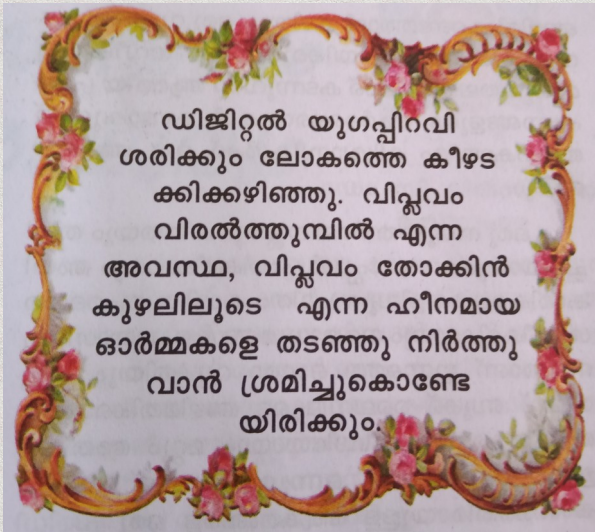 ഡിജിറ്റൽ യുഗപ്പിറവി
ശരിക്കും ലോകത്തെ കീഴട
ക്കിക്കഴിഞ്ഞു. വിപ്ലവം
വിരൽത്തുമ്പിൽ എന്ന
അവസ്ഥ, വിപ്ലവം തോക്കിൻ
കുഴലിലൂടെ എന്ന ഹീനമായ
ഓർമ്മകളെ തടഞ്ഞു നിർത്തു
വാൻ ശ്രമിച്ചുകൊണ്ടേ
യിരിക്കും.